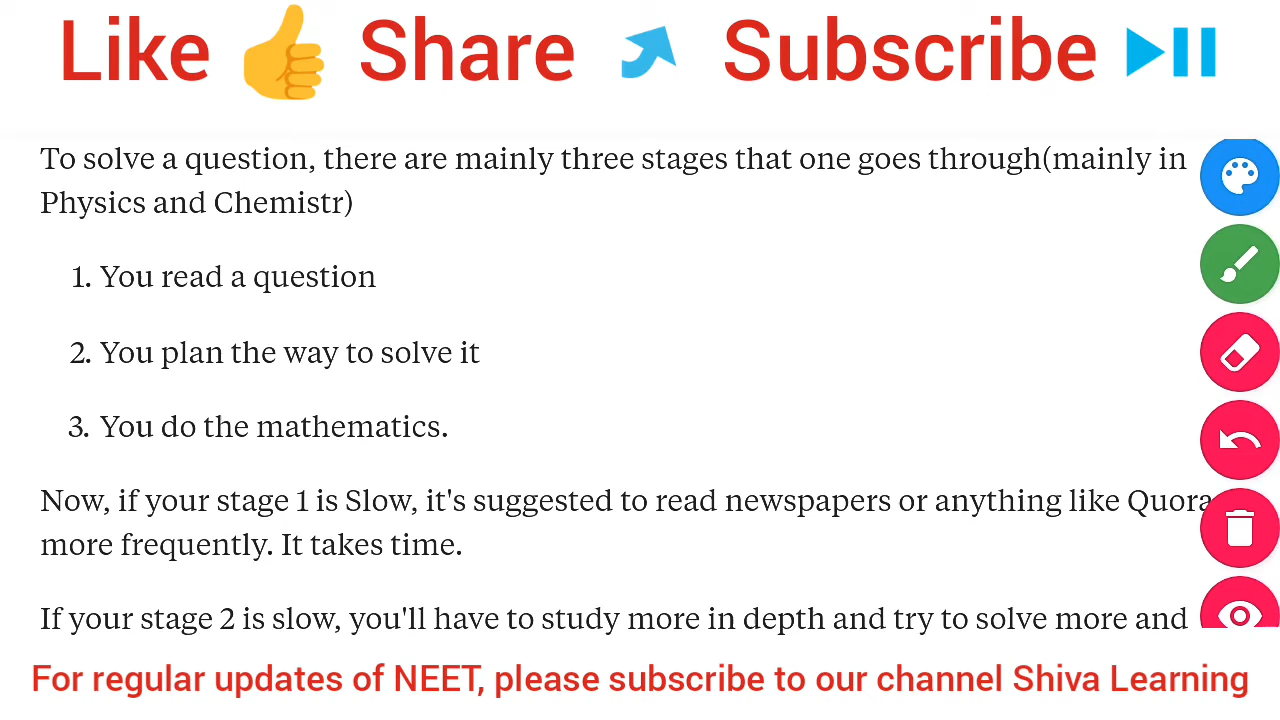 Like 👍 Share Subscribe
To solve a question, there are mainly three stages that one goes through(mainly in
Physics and Chemistr)
1. You read a question
2. You plan the way to solve it
3. You do the mathematics.
Now, if your stage 1 is Slow, it's suggested to read newspapers or anything like Quora
more frequently. It takes time.
If your stage 2 is slow, you'll have to study more in depth and try to solve more and
For regular updates of NEET, please subscribe to our channel Shiva Learning